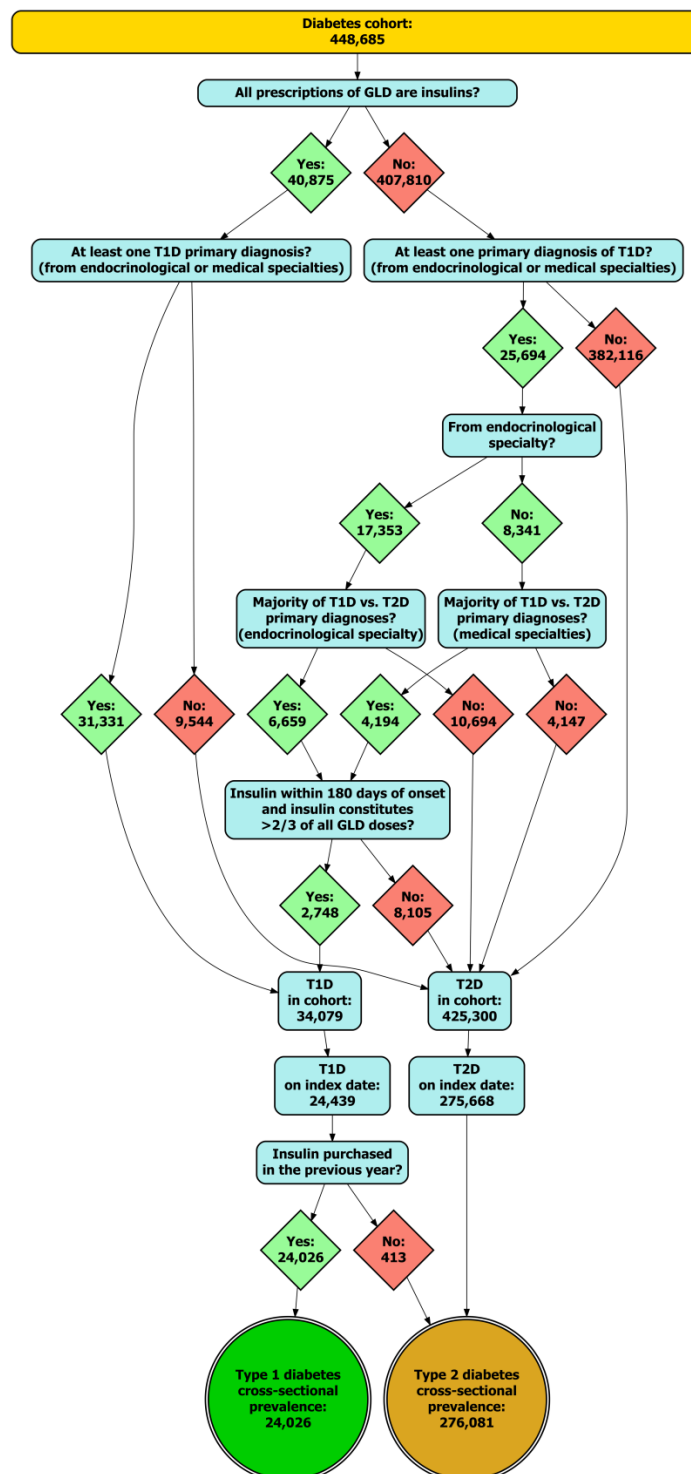 Diabetes cohort:
448,685
All prescriptions of GLD are insulins?
Yes:
40,875
No:
407,810
At least one T1D primary diagnosis?
(from endocrinological or medical specialties)
At least one primary diagnosis of T1D?
(from endocrinological or medical specialties)
Yes:
25,694
No:
382,116
From endocrinological
specialty?
Yes:
17,353
No:
8,341
Majority of T1D vs. T2D
primary diagnoses?
(endocrinological specialty)
Majority of T1D vs. T2D
primary diagnoses?
(medical specialties)
Yes:
31,331
No:
9,544
Yes:
6,659
Yes:
4,194
No:
10,694
No:
4,147
Insulin within 180 days of onset
and insulin constitutes
>2/3 of all GLD doses?
Yes:
2,748
No:
8,105
T1D
in cohort:
34,079
T2D
in cohort:
425,300
T1D
on index date:
24,439
T2D
on index date:
275,668
Insulin purchased
in the previous year?
Yes:
24,026
No:
413
Type 1 diabetes
cross-sectional
prevalence:
24,026
Type 2 diabetes
cross-sectional
prevalence:
276,081